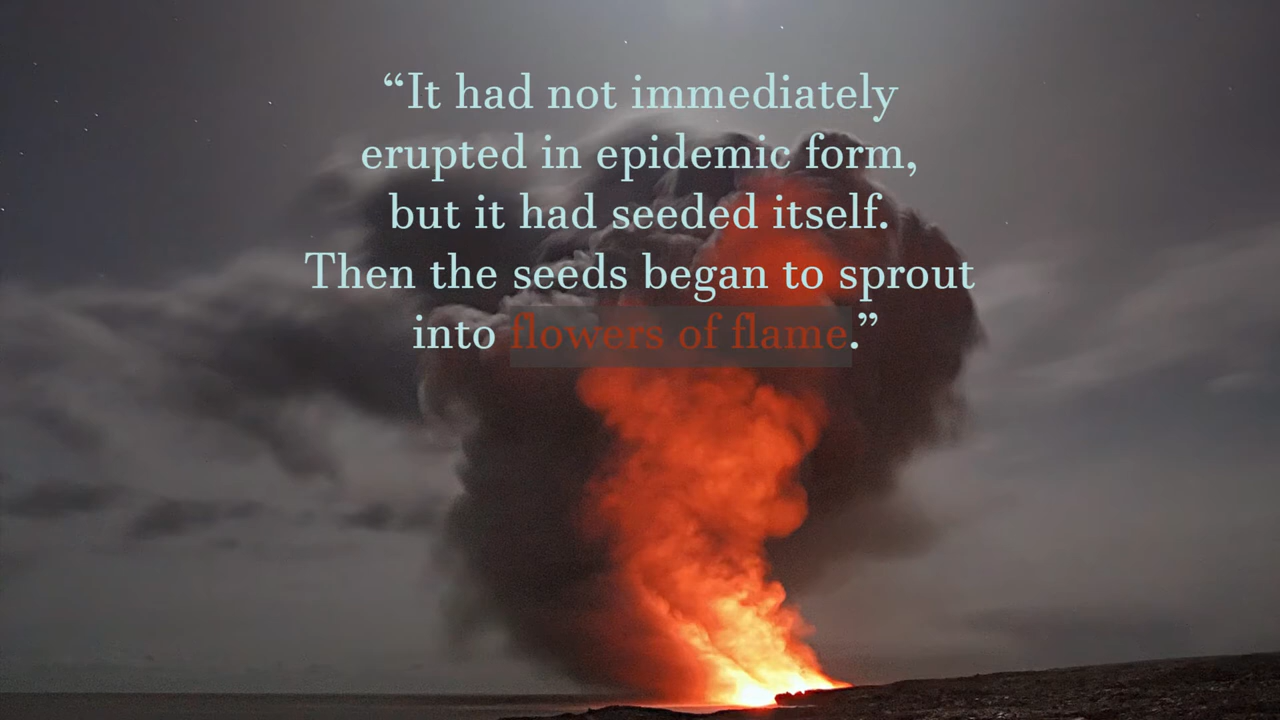 “It had not immediately
erupted in epidemic form,
but it had seeded itself.
Then the seeds began to sprout
into flowers of flame.”